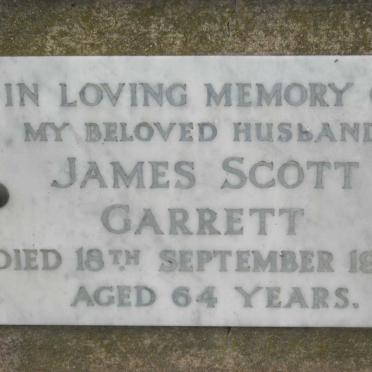 IN LOVING MEMORY
MY BELOVED HUSBAND
JAMES SCOTT
GARRETT
DIED 18TH SEPTEMBER
AGED 64 YEARS.